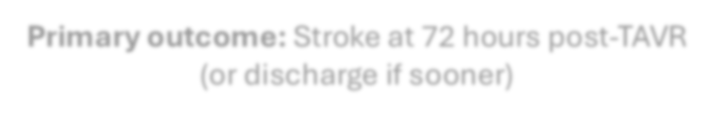 Primary outcome: Stroke at 72 hours post-TAVR
(or discharge if sooner)